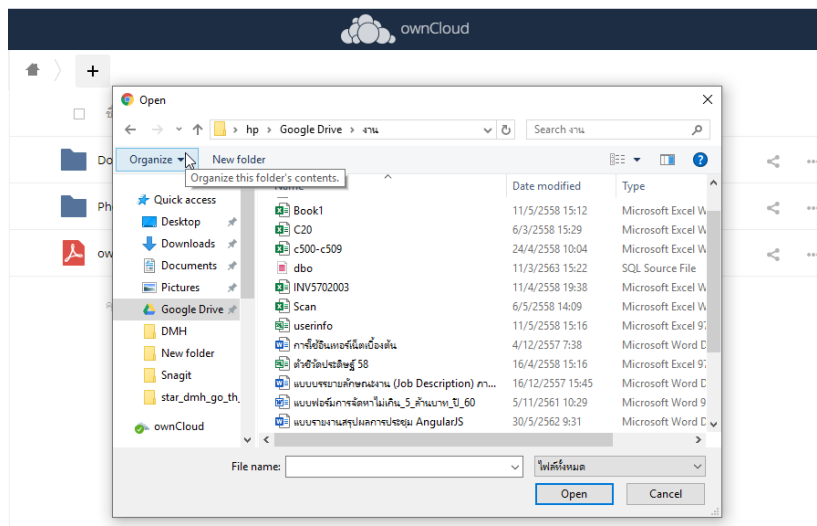 ownCloud
Open
hp > Google Drive > งาน
Search งาน
Organize
New folder
Organize this folder's contents.
Name Date modified Type
Quick access
Desktop
Downloads
Documents
Pictures
Google Drive
DMH
New folder
Snagit
star_dmh_go_th_
ownCloud
Book1 11/5/2558 15:12 Microsoft Excel W
C20 6/3/2558 15:29 Microsoft Excel W
c500-c509 24/4/2558 10:04 Microsoft Excel W
dbo 11/3/2563 15:22 SQL Source File
INV5702003 11/4/2558 19:38 Microsoft Excel W
Scan 6/5/2558 14:09 Microsoft Excel W
userinfo 11/5/2558 15:16 Microsoft Excel 97
การใช้อินเทอร์เน็ตเบื้องต้น 4/12/2557 7:38 Microsoft Word D
ตัวชี้วัดประดิษฐ์ 58 16/4/2558 15:16 Microsoft Excel 97
แบบบรรยายลักษณะงาน (Job Description) ภา... 16/12/2557 15:45 Microsoft Word D
แบบฟอร์มการจัดหาไม่เกิน_5_ล้านบาท_ปี_60 5/11/2561 10:29 Microsoft Word 9
แบบรายงานสรุปผลการประชุม AngularJS 30/5/2562 9:31 Microsoft Word D
File name:
ไฟล์ทั้งหมด
Open
Cancel
Do
Ph
ow